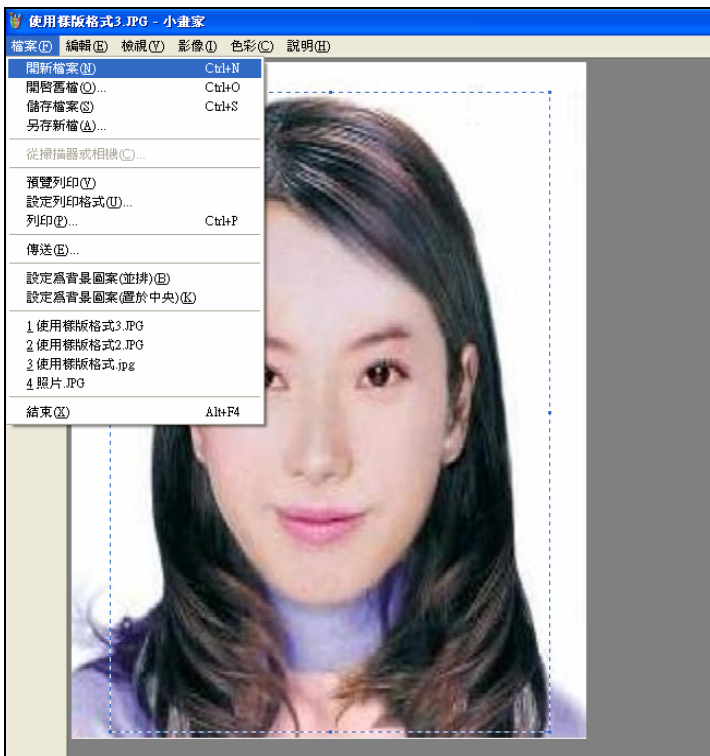 使用樣版格式3.JPG - 小畫家
檔案(F) 編輯(E) 檢視(V) 影像(I) 色彩(C) 說明(H)
開新檔案(N) Ctrl+N
開啓舊檔(O)... Ctrl+O
儲存檔案(S) Ctrl+S
另存新檔(A)...
從掃描器或相機(C)...
預覽列印(V)
設定列印格式(U)...
列印(P)... Ctrl+P
傳送(E)...
設定爲背景圖案(並排)(B)
設定爲背景圖案(置於中央)(K)
1 使用樣版格式3.JPG
2 使用樣版格式2.JPG
3 使用樣版格式.jpg
4 照片.JPG
結束(X) Alt+F4